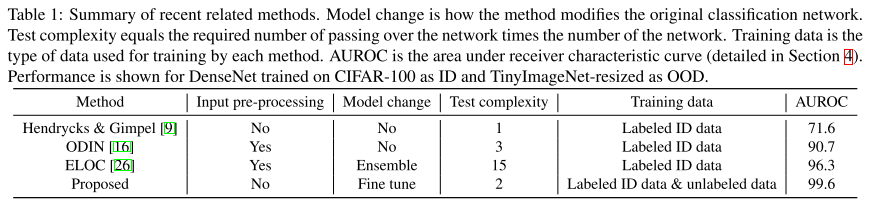 Table 1: Summary of recent related methods. Model change is how the method modifies the original classification network.
Test complexity equals the required number of passing over the network times the number of the network. Training data is the
type of data used for training by each method. AUROC is the area under receiver characteristic curve (detailed in Section 4).
Performance is shown for DenseNet trained on CIFAR-100 as ID and TinyImageNet-resized as OOD.
Method Input pre-processing Model change Test complexity Training data AUROC
Hendrycks & Gimpel [9] No No 1 Labeled ID data 71.6
ODIN [16] Yes No 3 Labeled ID data 90.7
ELOC [26] Yes Ensemble 15 Labeled ID data 96.3
Proposed No Fine tune 2 Labeled ID data & unlabeled data 99.6